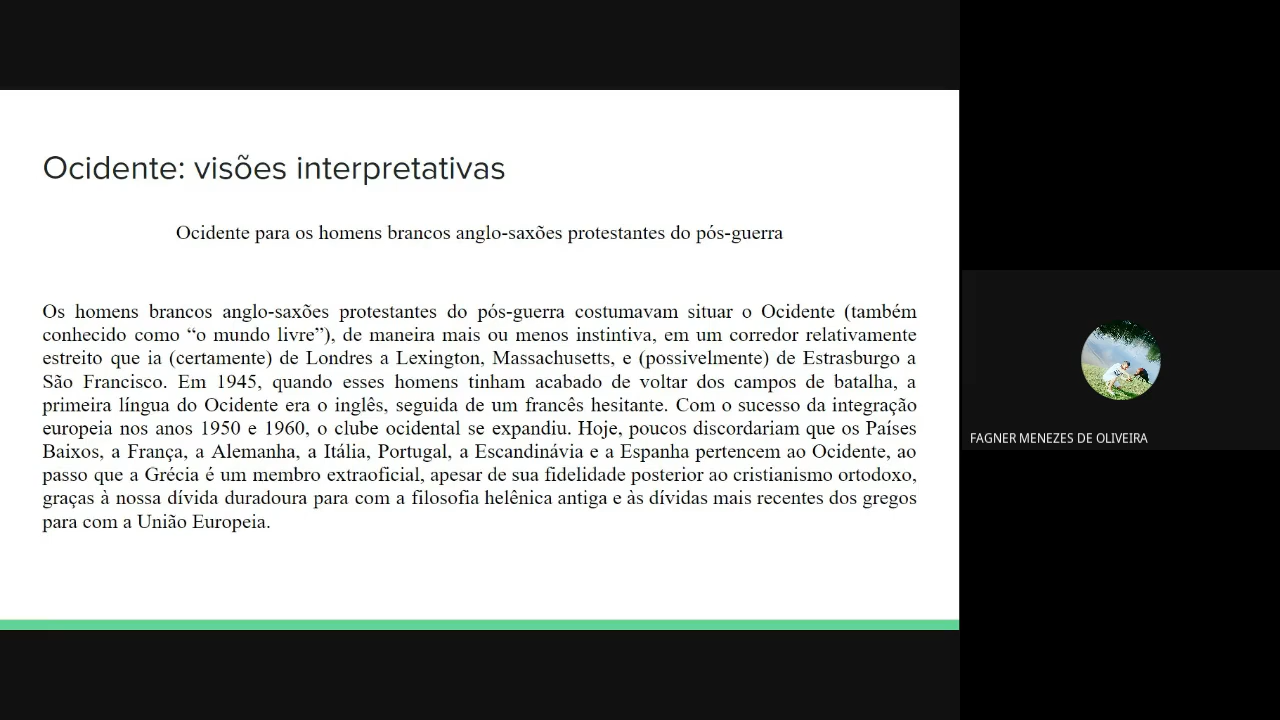 Ocidente: visões interpretativas
Ocidente para os homens brancos anglo-saxões protestantes do pós-guerra
Os homens brancos anglo-saxões protestantes do pós-guerra costumavam situar o Ocidente (também
conhecido como “o mundo livre”), de maneira mais ou menos instintiva, em um corredor relativamente
estreito que ia (certamente) de Londres a Lexington, Massachusetts, e (possivelmente) de Estrasburgo a
São Francisco. Em 1945, quando esses homens tinham acabado de voltar dos campos de batalha, a
primeira língua do Ocidente era o inglês, seguida de um francês hesitante. Com o sucesso da integração
europeia nos anos 1950 e 1960, o clube ocidental se expandiu. Hoje, poucos discordariam que os Países
Baixos, a França, a Alemanha, a Itália, Portugal, a Escandinávia e a Espanha pertencem ao Ocidente, ao
passo que a Grécia é um membro extraoficial, apesar de sua fidelidade posterior ao cristianismo ortodoxo,
graças à nossa dívida duradoura para com a filosofia helênica antiga e às dívidas mais recentes dos gregos
para com a União Europeia.
FAGNER MENEZES DE OLIVEIRA